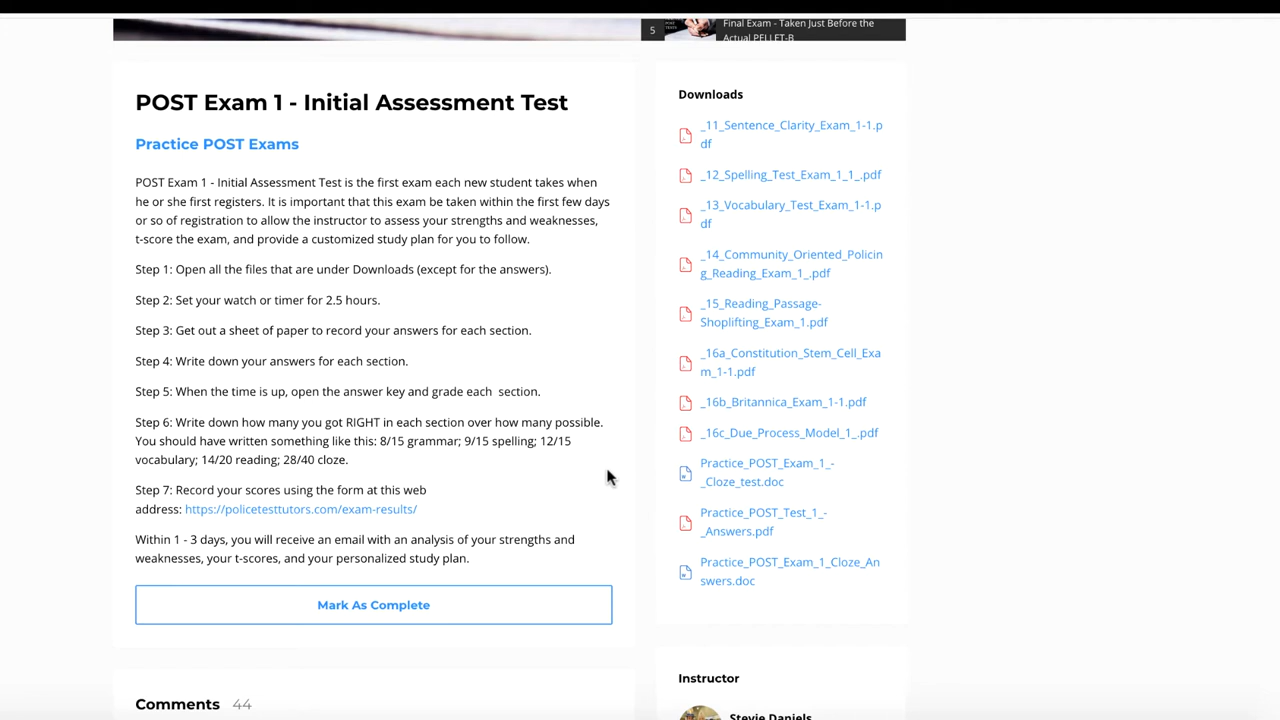 5
Final Exam - Taken Just Before the
Actual PELLET-B
POST Exam 1 - Initial Assessment Test
Practice POST Exams
POST Exam 1 - Initial Assessment Test is the first exam each new student takes when
he or she first registers. It is important that this exam be taken within the first few days
or so of registration to allow the instructor to assess your strengths and weaknesses,
t-score the exam, and provide a customized study plan for you to follow.
Step 1: Open all the files that are under Downloads (except for the answers).
Step 2: Set your watch or timer for 2.5 hours.
Step 3: Get out a sheet of paper to record your answers for each section.
Step 4: Write down your answers for each section.
Step 5: When the time is up, open the answer key and grade each  section.
Step 6: Write down how many you got RIGHT in each section over how many possible.
You should have written something like this: 8/15 grammar; 9/15 spelling; 12/15
vocabulary; 14/20 reading; 28/40 cloze.
Step 7: Record your scores using the form at this web
address: https://policetesttutors.com/exam-results/
Within 1 - 3 days, you will receive an email with an analysis of your strengths and
weaknesses, your t-scores, and your personalized study plan.
Mark As Complete
Comments 44
Downloads
_11_Sentence_Clarity_Exam_1-1.p
df
_12_Spelling_Test_Exam_1_1_.pdf
_13_Vocabulary_Test_Exam_1-1.p
df
_14_Community_Oriented_Policin
g_Reading_Exam_1_.pdf
_15_Reading_Passage-
Shoplifting_Exam_1.pdf
_16a_Constitution_Stem_Cell_Exa
m_1-1.pdf
_16b_Britannica_Exam_1-1.pdf
_16c_Due_Process_Model_1_.pdf
Practice_POST_Exam_1_-
_Cloze_test.doc
Practice_POST_Test_1_-
_Answers.pdf
Practice_POST_Exam_1_Cloze_An
swers.doc
Instructor
Stevie Daniels